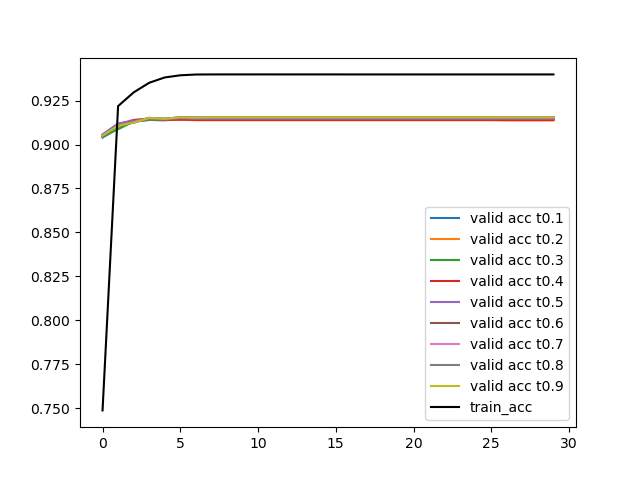 0.925
0.900
0.875
0.850
0.825
0.800
0.775
0.750
0 5 10 15 20 25 30
valid acc t0.1
valid acc t0.2
valid acc t0.3
valid acc t0.4
valid acc t0.5
valid acc t0.6
valid acc t0.7
valid acc t0.8
valid acc t0.9
train_acc